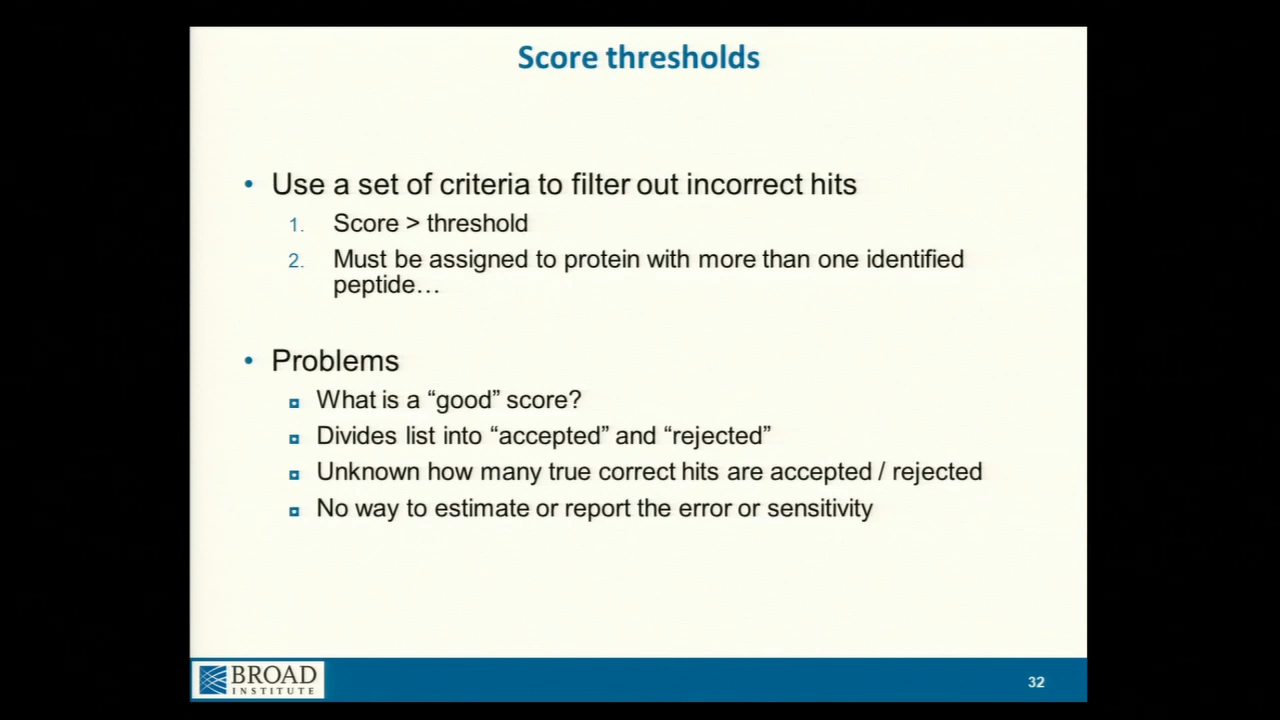 Score thresholds
• Use a set of criteria to filter out incorrect hits
1. Score > threshold
2. Must be assigned to protein with more than one identified
peptide…
• Problems
What is a “good” score?
Divides list into “accepted” and “rejected”
Unknown how many true correct hits are accepted / rejected
No way to estimate or report the error or sensitivity
BROAD
INSTITUTE
32